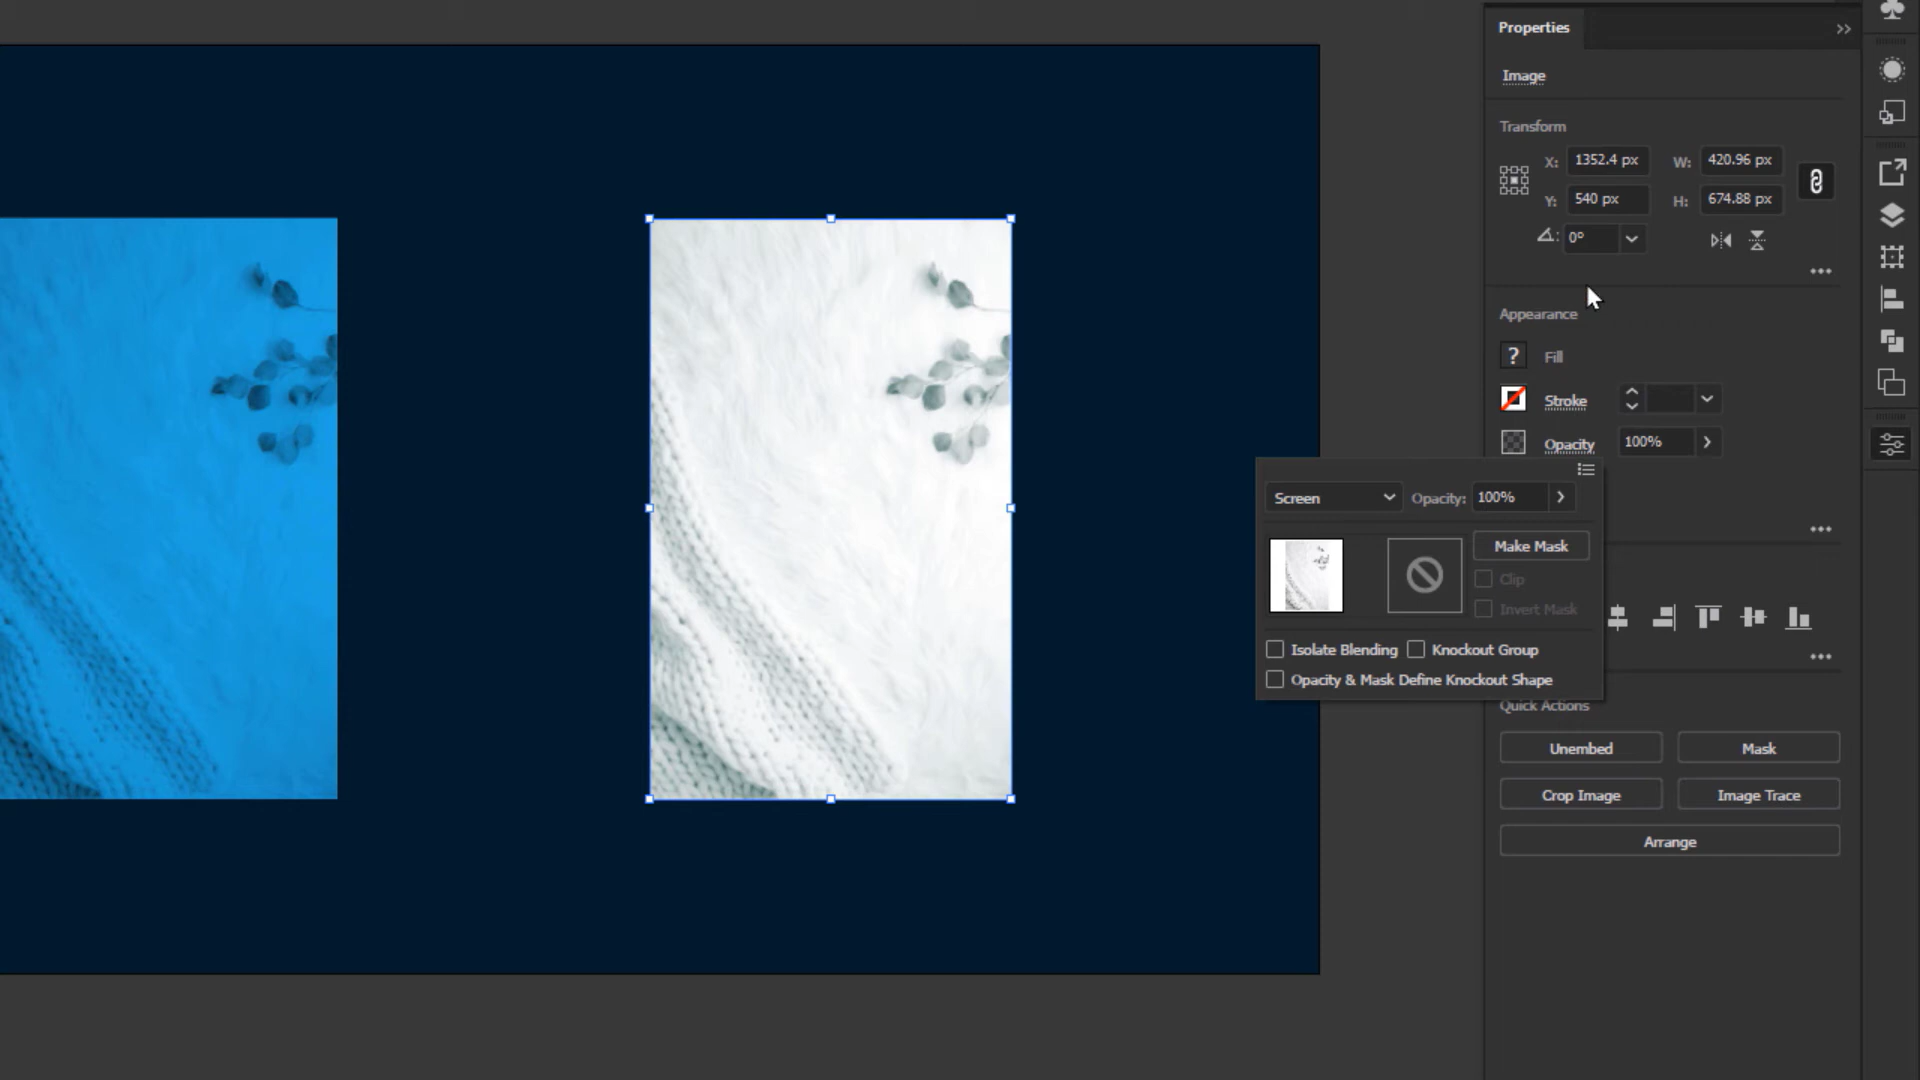 Properties
Image
Transform
X: 1352.4 px W: 420.96 px
Y: 540 px H: 674.88 px
: 0°
Appearance
? Fill
Stroke
Opacity 100%
Screen Opacity: 100%
Make Mask
Clip
Invert Mask
Isolate Blending Knockout Group
Opacity & Mask Define Knockout Shape
Quick Actions
Unembed Mask
Crop Image Image Trace
Arrange